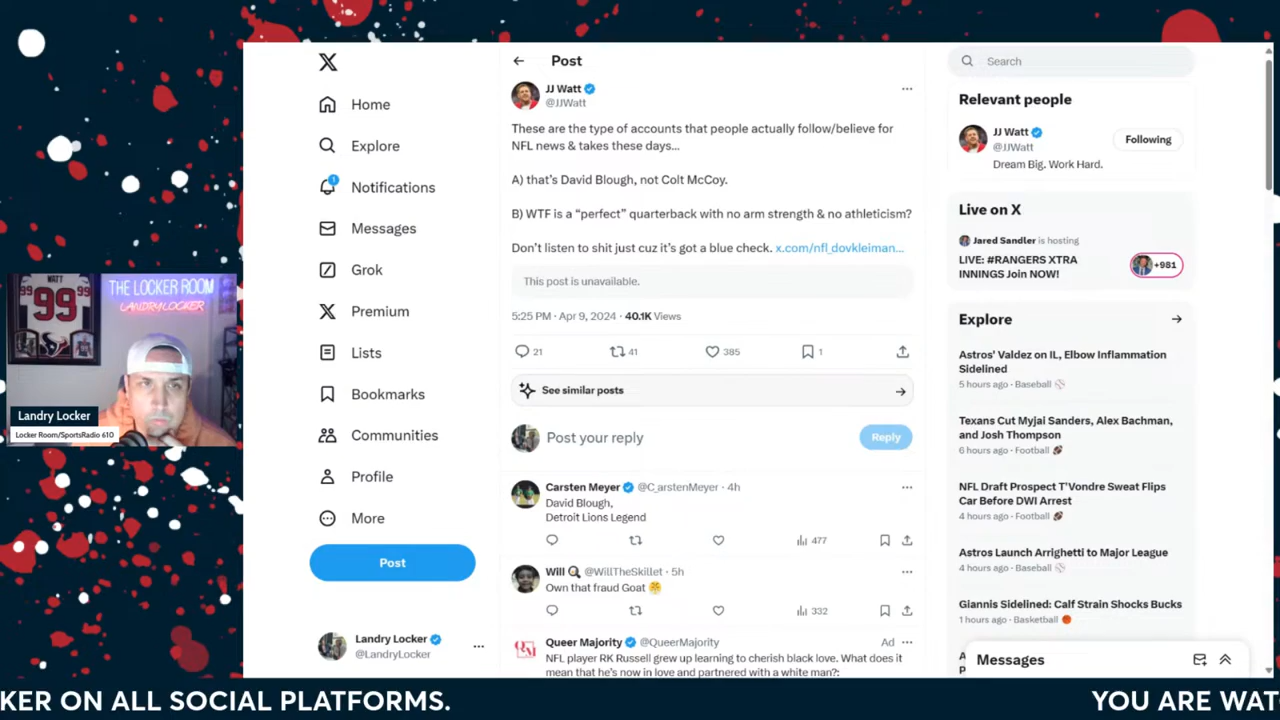 Home
Explore
1
Notifications
Messages
Grok
Premium
Lists
Bookmarks
Communities
Profile
More
Post
Landry Locker
@LandryLocker
Post
JJ Watt
@JJWatt
These are the type of accounts that people actually follow/believe for
NFL news & takes these days...
A) that's David Blough, not Colt McCoy.
B) WTF is a “perfect” quarterback with no arm strength & no athleticism?
Don't listen to shit just cuz it's got a blue check. x.com/nfl_dovkleiman...
This post is unavailable.
5:25 PM · Apr 9, 2024 · 40.1K Views
21 41 385 1
See similar posts
Post your reply
Reply
Carsten Meyer @C_arstenMeyer · 4h
David Blough,
Detroit Lions Legend
477
Will @WillTheSkillet · 5h
Own that fraud Goat
332
Queer Majority @QueerMajority Ad
NFL player RK Russell grew up learning to cherish black love. What does it
mean that he's now in love and partnered with a white man?:
Search
Relevant people
JJ Watt
@JJWatt
Following
Dream Big. Work Hard.
Live on X
Jared Sandler is hosting
LIVE: #RANGERS XTRA
INNINGS Join NOW!
+981
Explore
Astros' Valdez on IL, Elbow Inflammation
Sidelined
5 hours ago · Baseball
Texans Cut Myjai Sanders, Alex Bachman,
and Josh Thompson
6 hours ago · Football
NFL Draft Prospect T'Vondre Sweat Flips
Car Before DWI Arrest
4 hours ago · Football
Astros Launch Arrighetti to Major League
4 hours ago · Baseball
Giannis Sidelined: Calf Strain Shocks Bucks
1 hours ago · Basketball
Messages
WATT
99
THE LOCKER ROOM
LANDRYLOCKER
Landry Locker
Locker Room/SportsRadio 610
KER ON ALL SOCIAL PLATFORMS.
YOU ARE WAT